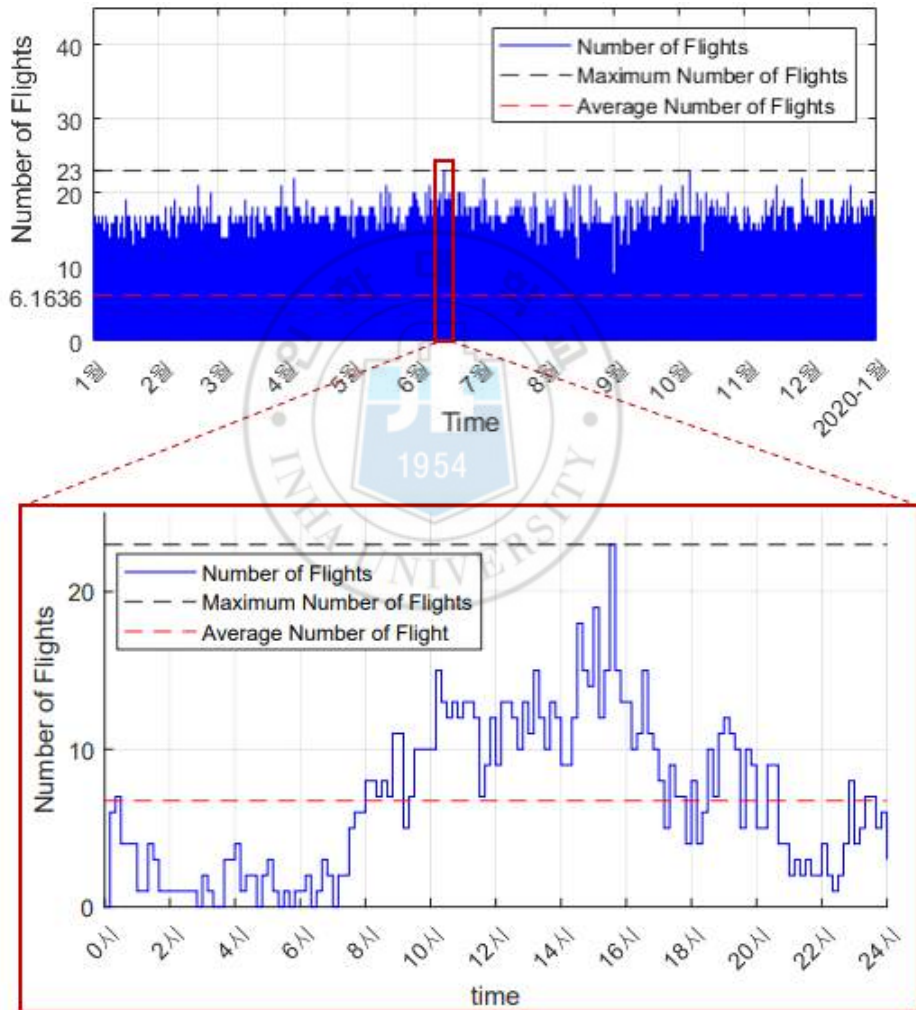 Number of Flights
40
30
23
20
10
6.1636
0
Number of Flights
Maximum Number of Flights
Average Number of Flights
1월
2월
3월
4월
5월
6월
7월
8월
9월
10월
11월
12월
2020-1월
Time
인하대학교
1954
INHA UNIVERSITY
Number of Flights
20
10
0
Number of Flights
Maximum Number of Flights
Average Number of Flight
0시
2시
4시
6시
8시
10시
12시
14시
16시
18시
20시
22시
24시
time